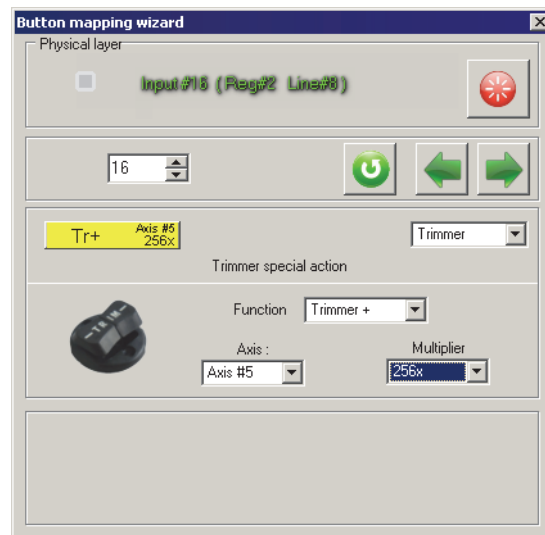 Button mapping wizard
Physical layer
Input#16 (Reg#2 Line#8)
16
Tr+ Axis #5
256x
Trimmer
Trimmer special action
TRIM
Function Trimmer +
Axis : Multiplier
Axis #5 256x